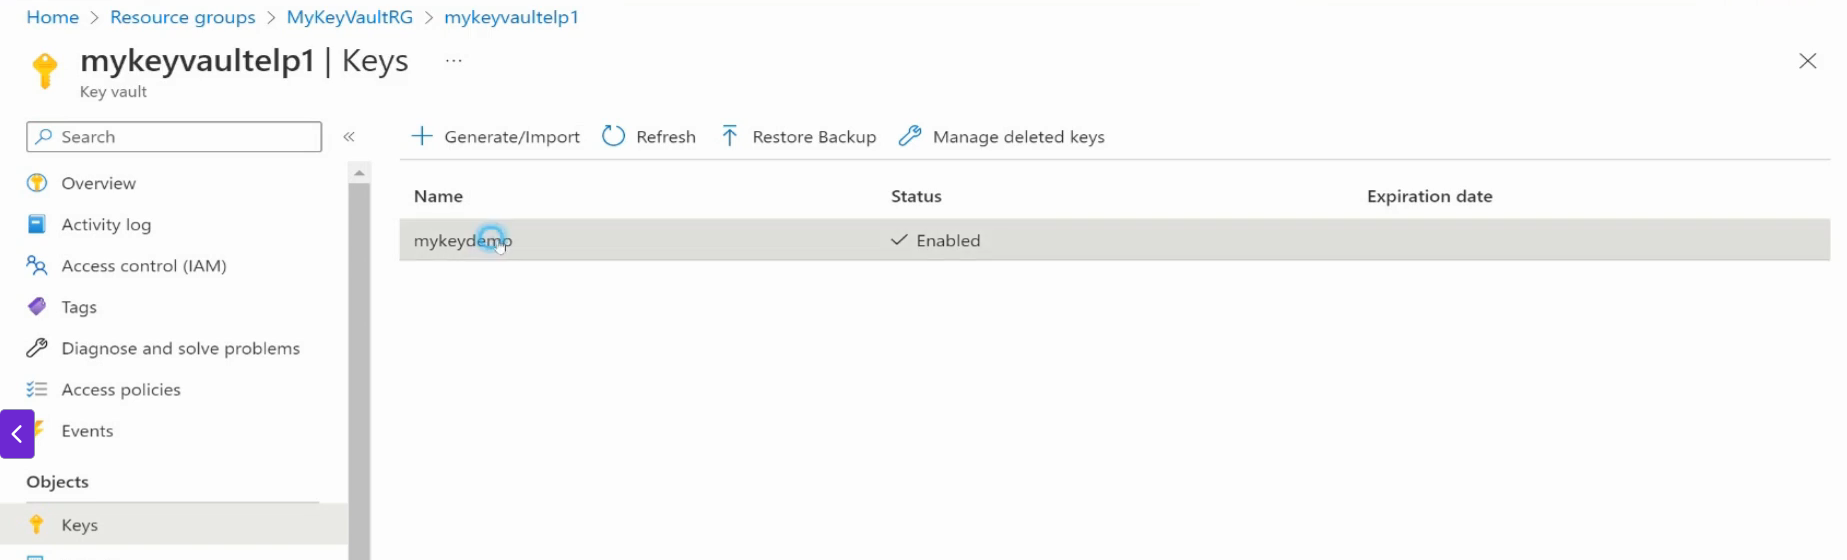 Home > Resource groups > MyKeyVaultRG > mykeyvaultelp1
mykeyvaultelp1 | Keys ...
Key vault
Search
Generate/Import Refresh Restore Backup Manage deleted keys
Overview
Activity log
Access control (IAM)
Tags
Diagnose and solve problems
Access policies
Events
Objects
Keys
Name Status Expiration date
mykeydemo Enabled